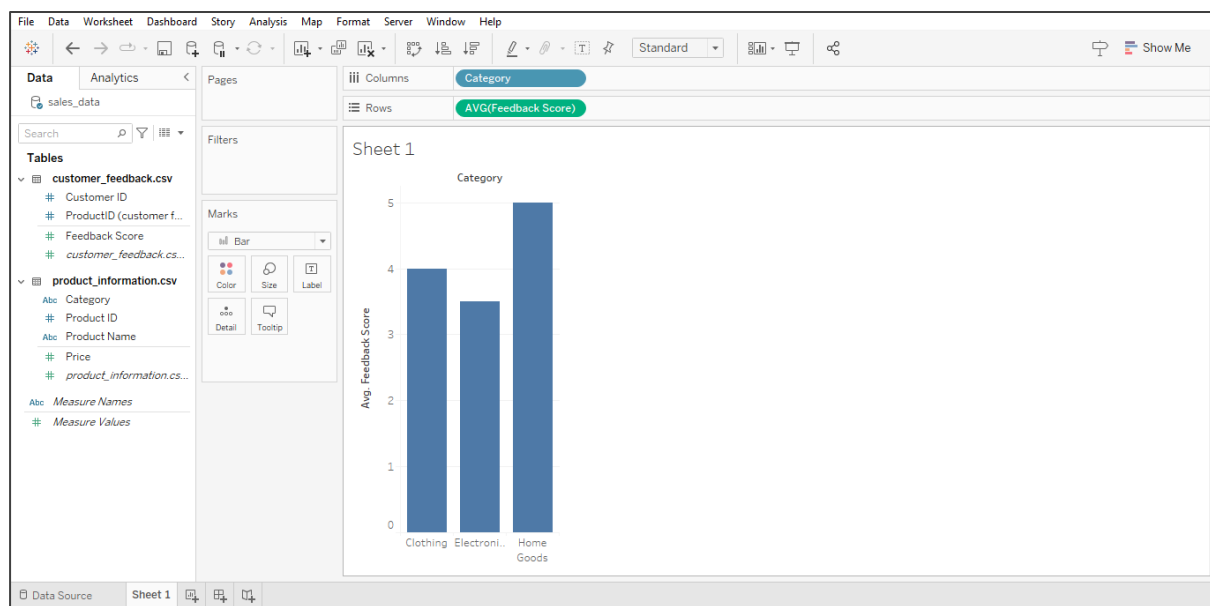 File Data Worksheet Dashboard Story Analysis Map Format Server Window Help
Standard
Show Me
Data Analytics
sales_data
Search
Tables
customer_feedback.csv
# Customer ID
# ProductID (customer f...
# Feedback Score
# customer_feedback.cs...
product_information.csv
Abc Category
# Product ID
Abc Product Name
# Price
# product_information.cs...
Abc Measure Names
# Measure Values
Pages
Filters
Marks
Bar
Color Size Label
Detail Tooltip
Columns Category
Rows AVG(Feedback Score)
Sheet 1
Category
Avg. Feedback Score
5
4
3
2
1
0
Clothing Electroni.. Home
Goods
Data Source Sheet 1